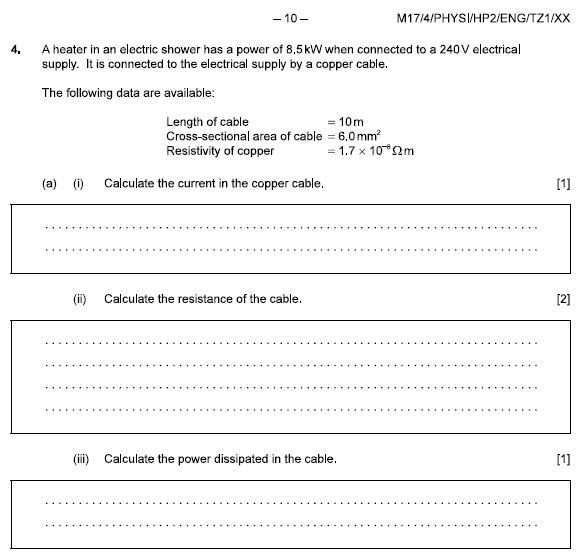 – 10 –
M17/4/PHYSI/HP2/ENG/TZ1/XX
4. A heater in an electric shower has a power of 8.5 kW when connected to a 240 V electrical
supply. It is connected to the electrical supply by a copper cable.
The following data are available:
Length of cable = 10 m
Cross-sectional area of cable = 6.0 mm²
Resistivity of copper = 1.7 × 10⁻⁸ Ω m
(a) (i) Calculate the current in the copper cable. [1]
(ii) Calculate the resistance of the cable. [2]
(iii) Calculate the power dissipated in the cable. [1]